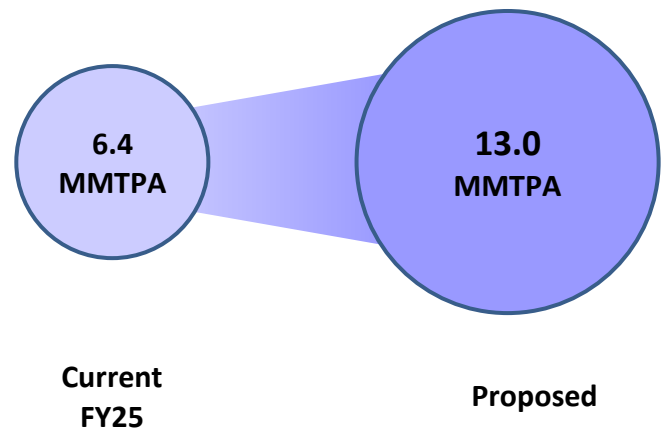 6.4
MMTPA
13.0
MMTPA
Current
FY25
Proposed